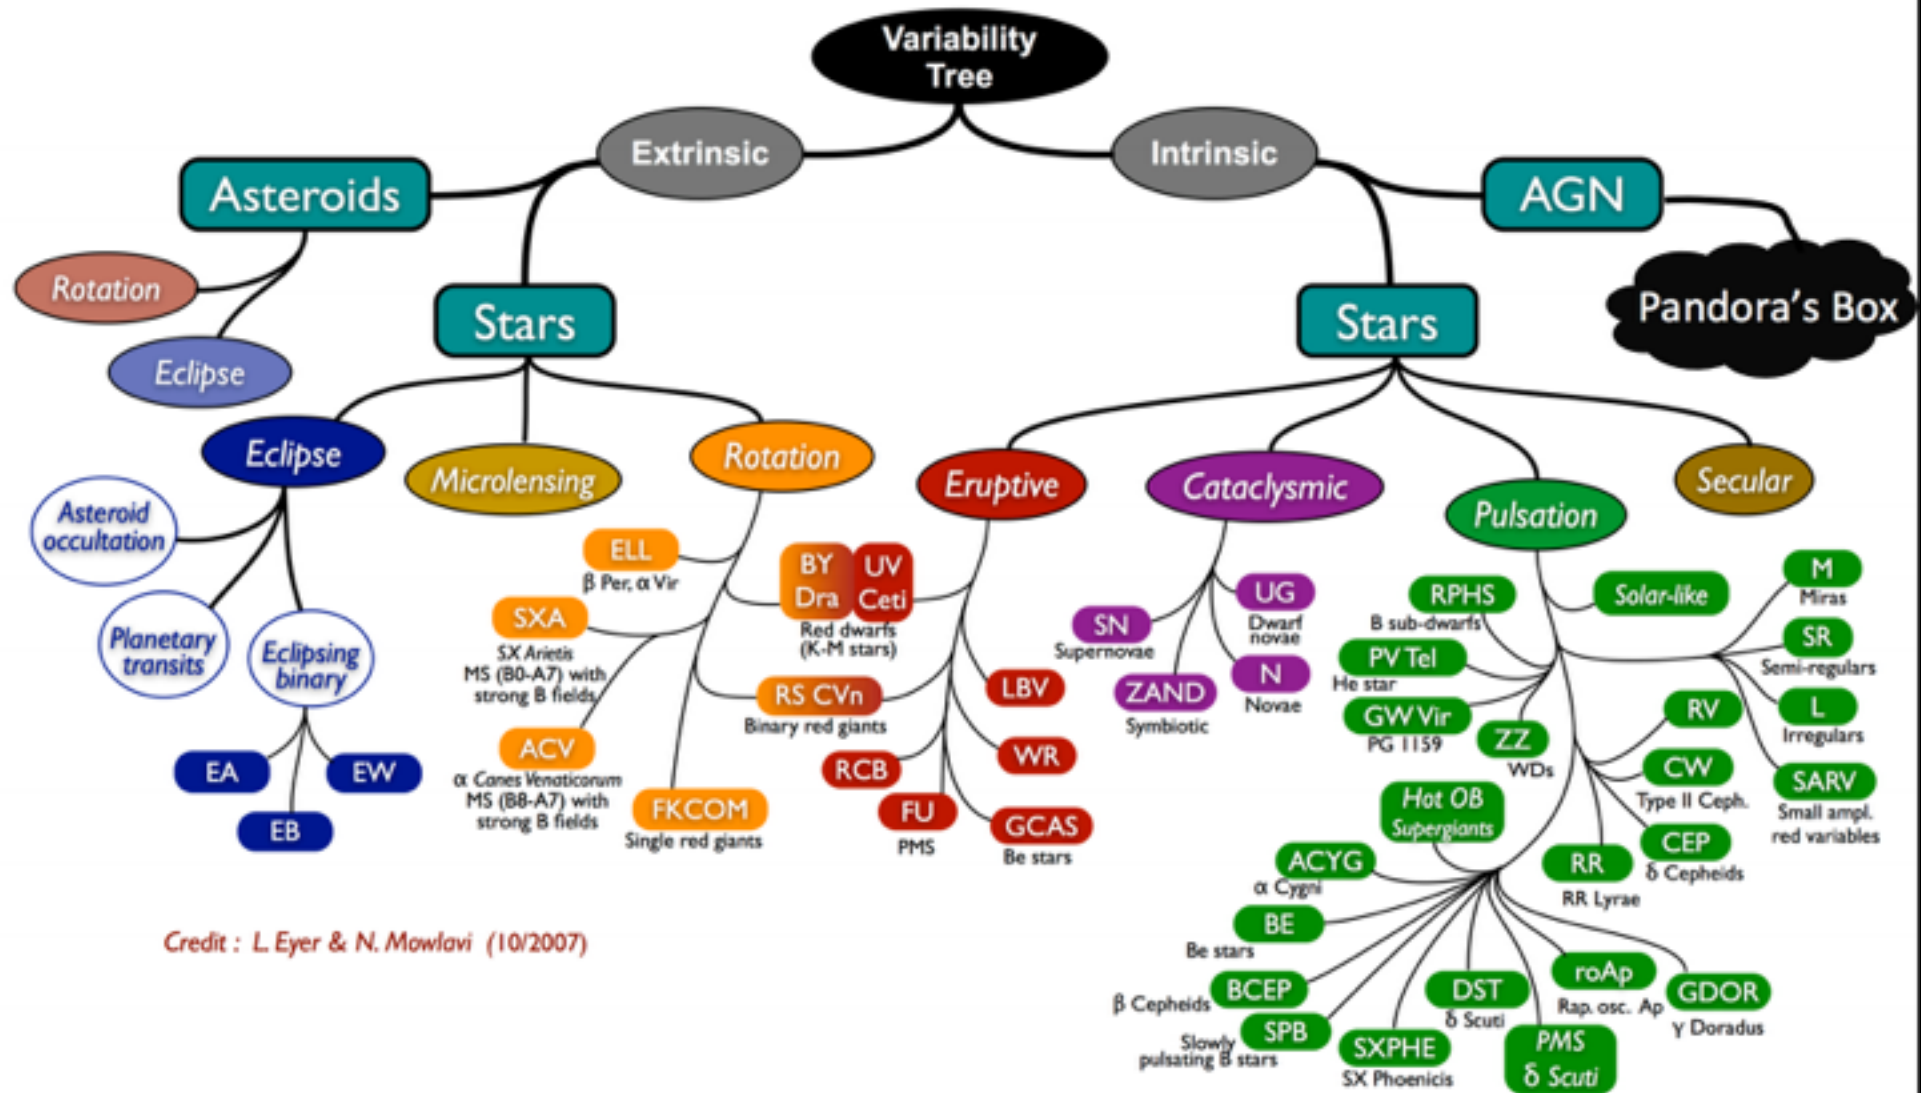 Variability
Tree
Extrinsic
Intrinsic
Asteroids
AGN
Rotation
Eclipse
Stars
Stars
Pandora's Box
Eclipse
Microlensing
Rotation
Eruptive
Cataclysmic
Pulsation
Secular
Asteroid
occultation
Planetary
transits
Eclipsing
binary
EA
EB
EW
ELL
β Per, α Vir
SXA
SX Arietis
MS (B0-A7) with
strong B fields
ACV
α Canes Venaticorum
MS (B8-A7) with
strong B fields
FKCOM
Single red giants
BY
Dra
UV
Ceti
Red dwarfs
(K-M stars)
RS CVn
Binary red giants
LBV
WR
RCB
FU
PMS
GCAS
Be stars
SN
Supernovae
UG
Dwarf
novae
ZAND
Symbiotic
N
Novae
RPHS
B sub-dwarfs
Solar-like
PV Tel
He star
GW Vir
PG 1159
ZZ
WDs
M
Miras
SR
Semi-regulars
L
Irregulars
SARV
Small ampl.
red variables
RV
CW
Type II Ceph.
CEP
δ Cepheids
RR
RR Lyrae
Hot OB
Supergiants
ACYG
α Cygni
BE
Be stars
BCEP
β Cepheids
SPB
Slowly
pulsating B stars
SXPHE
SX Phoenicis
DST
δ Scuti
PMS
δ Scuti
roAp
Rap. osc. Ap
GDOR
γ Doradus
Credit : L. Eyer & N. Mowlavi (10/2007)